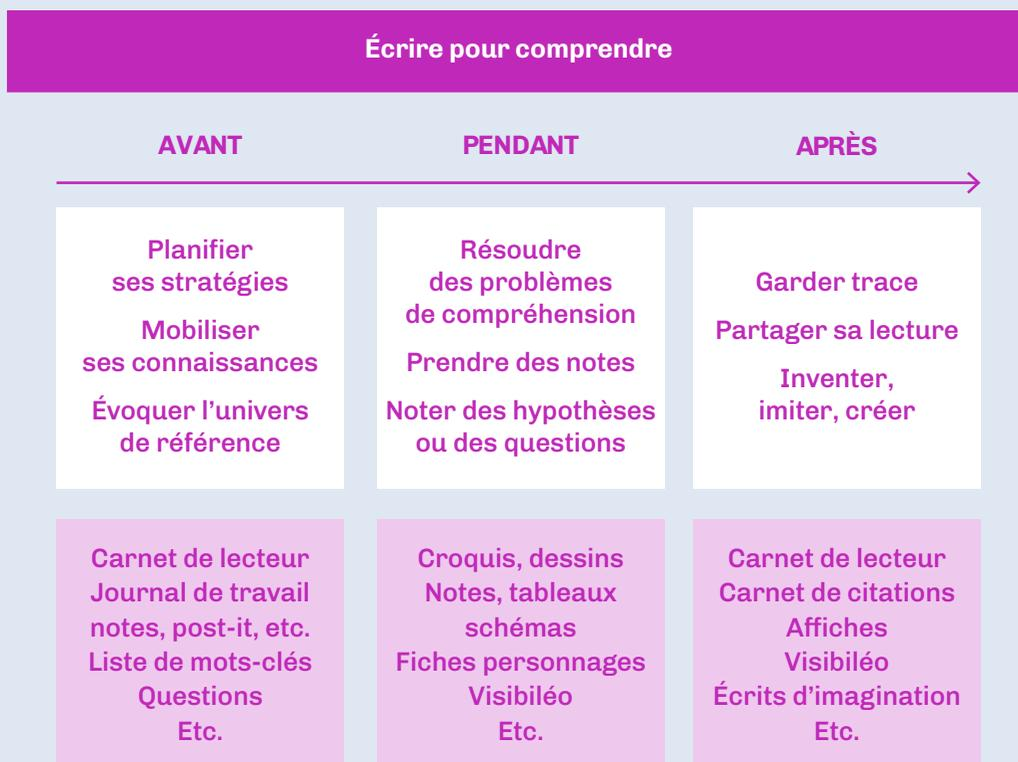 Écrire pour comprendre
AVANT
PENDANT
APRÈS
Planifier
ses stratégies
Mobiliser
ses connaissances
Évoquer l’univers
de référence
Résoudre
des problèmes
de compréhension
Prendre des notes
Noter des hypothèses
ou des questions
Garder trace
Partager sa lecture
Inventer,
imiter, créer
Carnet de lecteur
Journal de travail
notes, post-it, etc.
Liste de mots-clés
Questions
Etc.
Croquis, dessins
Notes, tableaux
schémas
Fiches personnages
Visibiléo
Etc.
Carnet de lecteur
Carnet de citations
Affiches
Visibiléo
Écrits d’imagination
Etc.